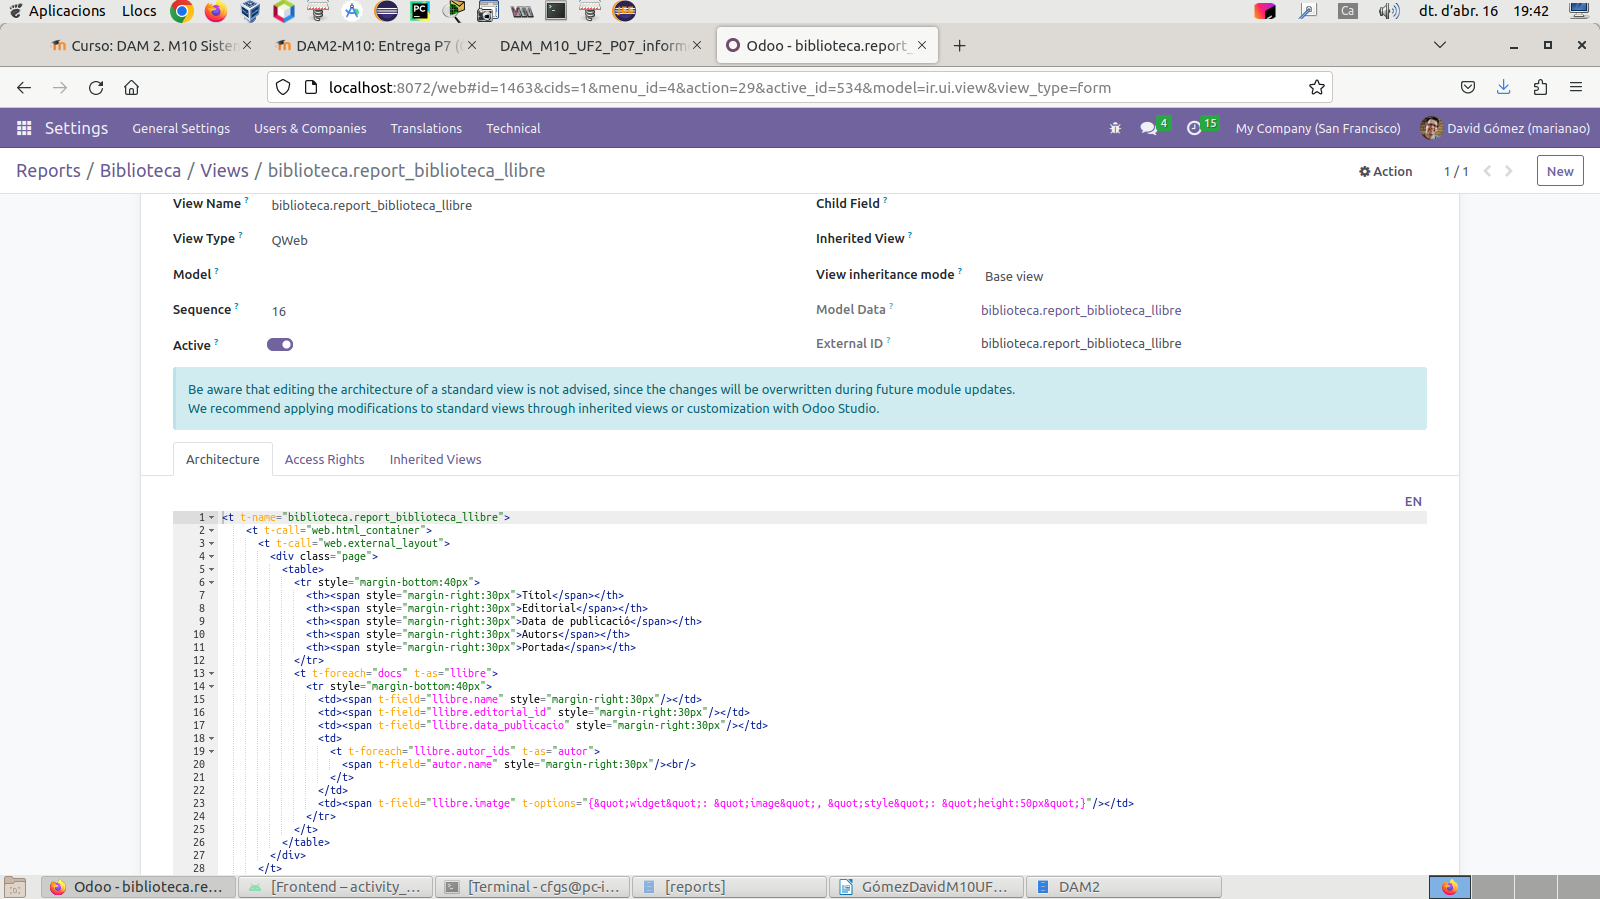 Aplicacions Llocs Ca dt. d’abr. 16 19:42
Curso: DAM 2. M10 Sister × DAM2-M10: Entrega P7 ( × DAM_M10_UF2_P07_inform × Odoo - biblioteca.report_ ×
localhost:8072/web#id=1463&cids=1&menu_id=4&action=29&active_id=534&model=ir.ui.view&view_type=form
Settings General Settings Users & Companies Translations Technical 4 15 My Company (San Francisco) David Gómez (marianao)
Reports / Biblioteca / Views / biblioteca.report_biblioteca_llibre Action 1 / 1 New
View Name ? biblioteca.report_biblioteca_llibre Child Field ?
View Type ? QWeb Inherited View ?
Model ? View inheritance mode ? Base view
Sequence ? 16 Model Data ? biblioteca.report_biblioteca_llibre
Active ? External ID ? biblioteca.report_biblioteca_llibre
Be aware that editing the architecture of a standard view is not advised, since the changes will be overwritten during future module updates.
We recommend applying modifications to standard views through inherited views or customization with Odoo Studio.
Architecture Access Rights Inherited Views
EN
1 <t t-name="biblioteca.report_biblioteca_llibre">
2 <t t-call="web.html_container">
3 <t t-call="web.external_layout">
4 <div class="page">
5 <table>
6 <tr style="margin-bottom:40px">
7 <th><span style="margin-right:30px">Titol</span></th>
8 <th><span style="margin-right:30px">Editorial</span></th>
9 <th><span style="margin-right:30px">Data de publicació</span></th>
10 <th><span style="margin-right:30px">Autors</span></th>
11 <th><span style="margin-right:30px">Portada</span></th>
12 </tr>
13 <t t-foreach="docs" t-as="llibre">
14 <tr style="margin-bottom:40px">
15 <td><span t-field="llibre.name" style="margin-right:30px"/></td>
16 <td><span t-field="llibre.editorial_id" style="margin-right:30px"/></td>
17 <td><span t-field="llibre.data_publicacio" style="margin-right:30px"/></td>
18 <td>
19 <t t-foreach="llibre.autor_ids" t-as="autor">
20 <span t-field="autor.name" style="margin-right:30px"/><br/>
21 </t>
22 </td>
23 <td><span t-field="llibre.imatge" t-options="{&quot;widget&quot;: &quot;image&quot;, &quot;style&quot;: &quot;height:50px&quot;}"/></td>
24 </tr>
25 </t>
26 </table>
27 </div>
28 </t>
Odoo - biblioteca.re... [Frontend – activity_... [Terminal - cfgs@pc-i... [reports] GómezDavidM10UF... DAM2